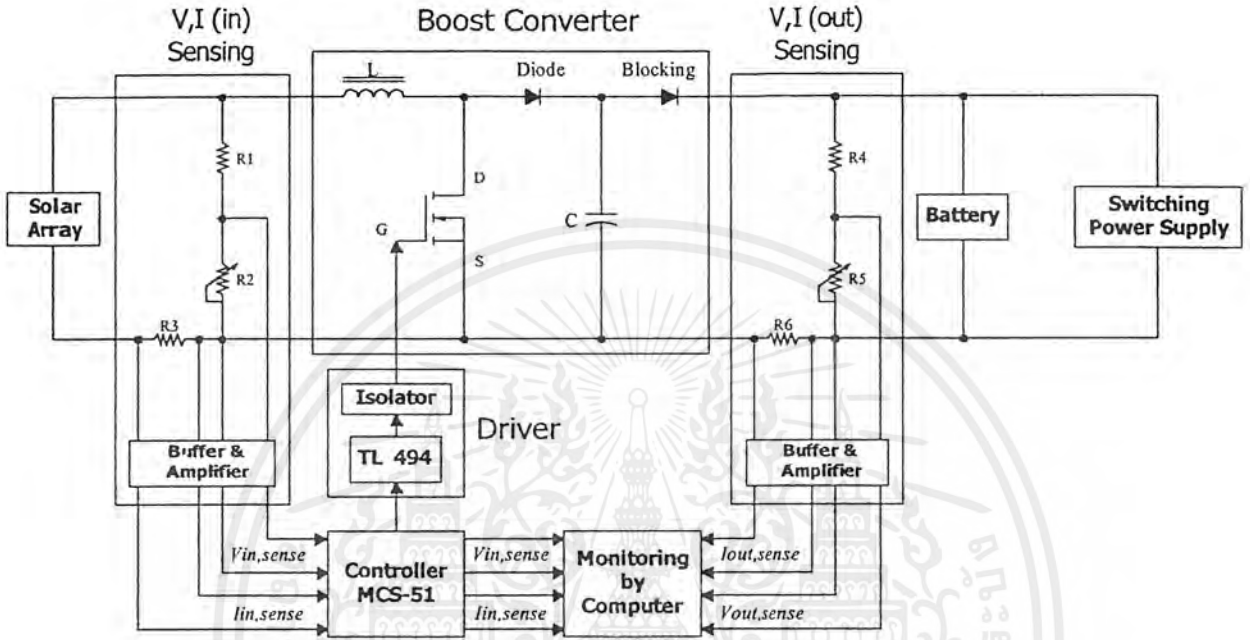 V,I (in)
Sensing
Boost Converter
V,I (out)
Sensing
L
Diode
Blocking
R1
R4
D
Solar
Array
G
C
Battery
Switching
Power Supply
R2
S
R5
R3
R6
Isolator
Driver
TL 494
Buffer &
Amplifier
Buffer &
Amplifier
Vin,sense
Iin,sense
Controller
MCS-51
Vin,sense
Iin,sense
Monitoring
by
Computer
Iout,sense
Vout,sense